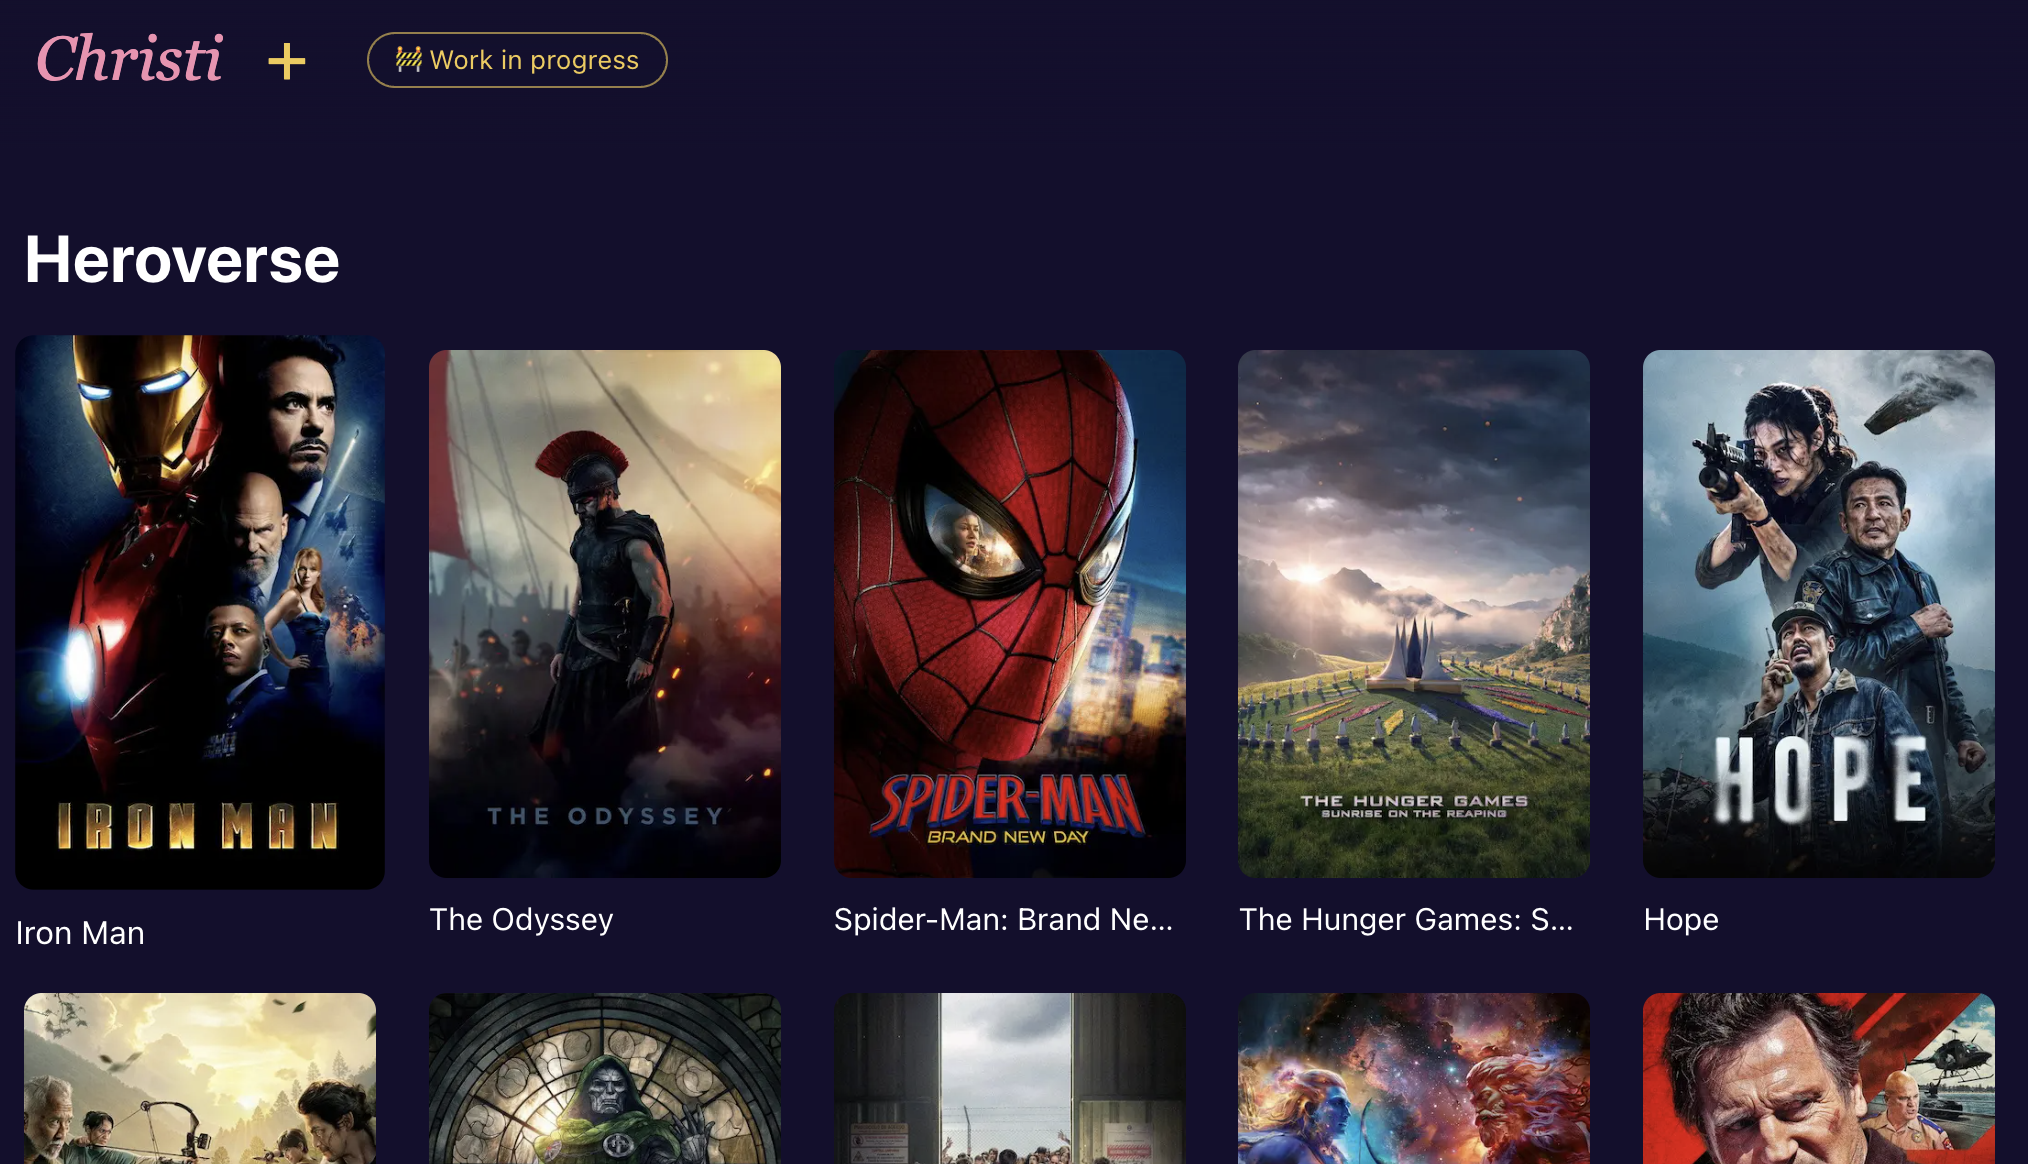 Christi +
🚧 Work in progress
Heroverse
IRON MAN
THE ODYSSEY
SPIDER-MAN
BRAND NEW DAY
THE HUNGER GAMES
SUNRISE ON THE REAPING
HOPE
Iron Man
The Odyssey
Spider-Man: Brand Ne...
The Hunger Games: S...
Hope